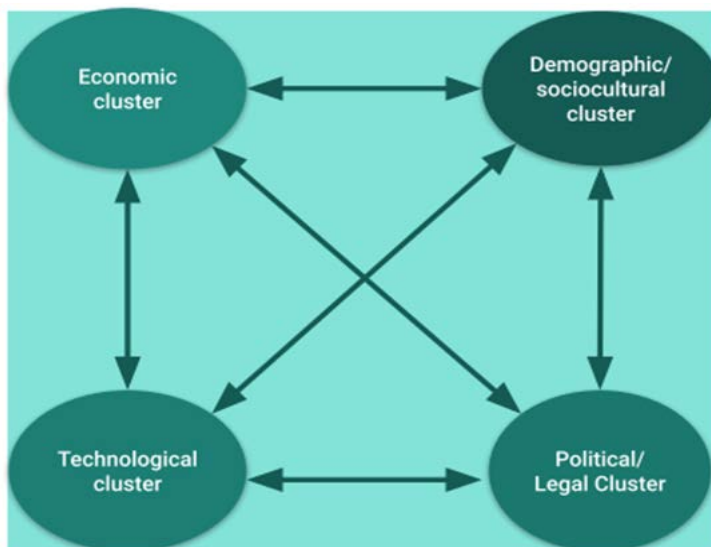 Economic
cluster
Demographic/
sociocultural
cluster
Technological
cluster
Political/
Legal Cluster